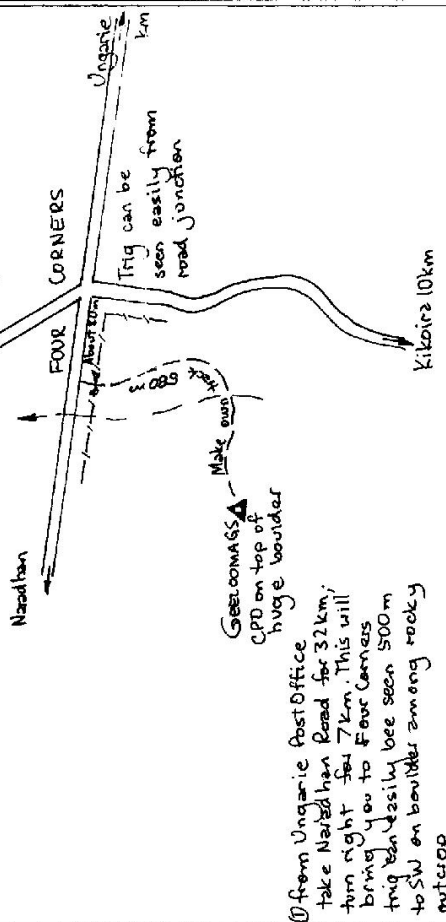 Naradhan
FOUR CORNERS
Ungarie
km
About
Trig can be
seen easily from
road junction
Make own track 680 m
GEELOOMAGS
CPD on top of
huge boulder
Kikoira 10km
① from Ungarie Post Office
take Naradhan Road for 32km;
turn right for 7km. This will
bring you to Four Corners
trig can easily bee seen 500m
to SW on boulder among rocky
outcrop